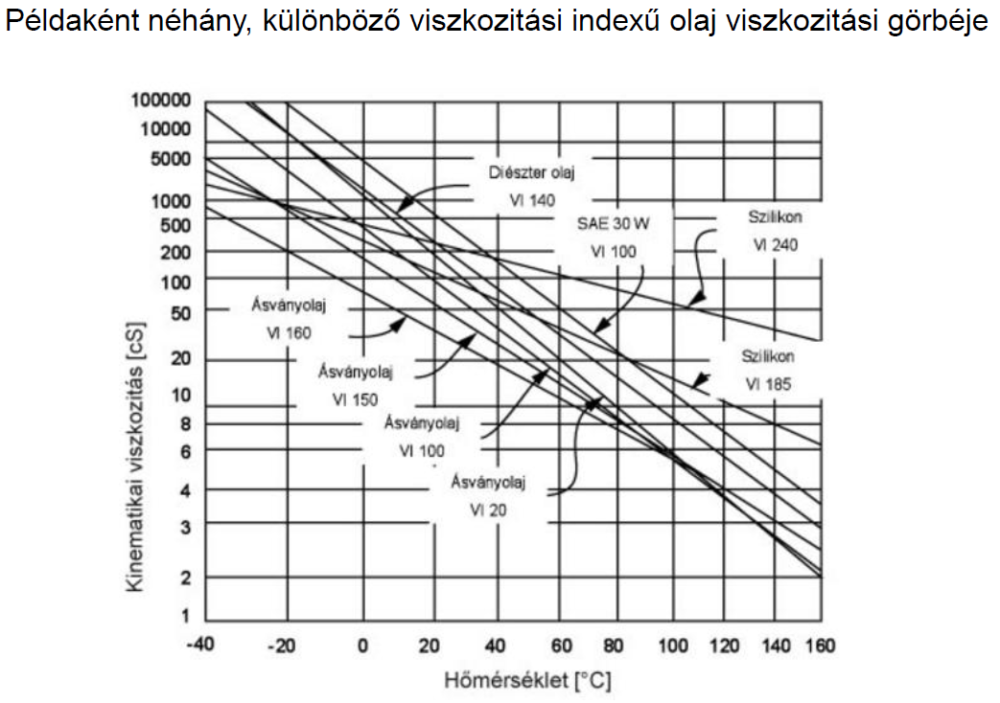 Példaként néhány, különböző viszkozitási indexű olaj viszkozitási görbéje
100000
10000
5000
1000
500
200
100
50
20
10
8
6
4
3
2
1
Kinematikai viszkozitás [cS]
Diészter olaj
VI 140
SAE 30 W
VI 100
Szilikon
VI 240
Ásványolaj
VI 160
Ásványolaj
VI 150
Szilikon
VI 185
Ásványolaj
VI 100
Ásványolaj
VI 20
-40 -20 0 20 40 60 80 100 120 140 160
Hőmérséklet [°C]